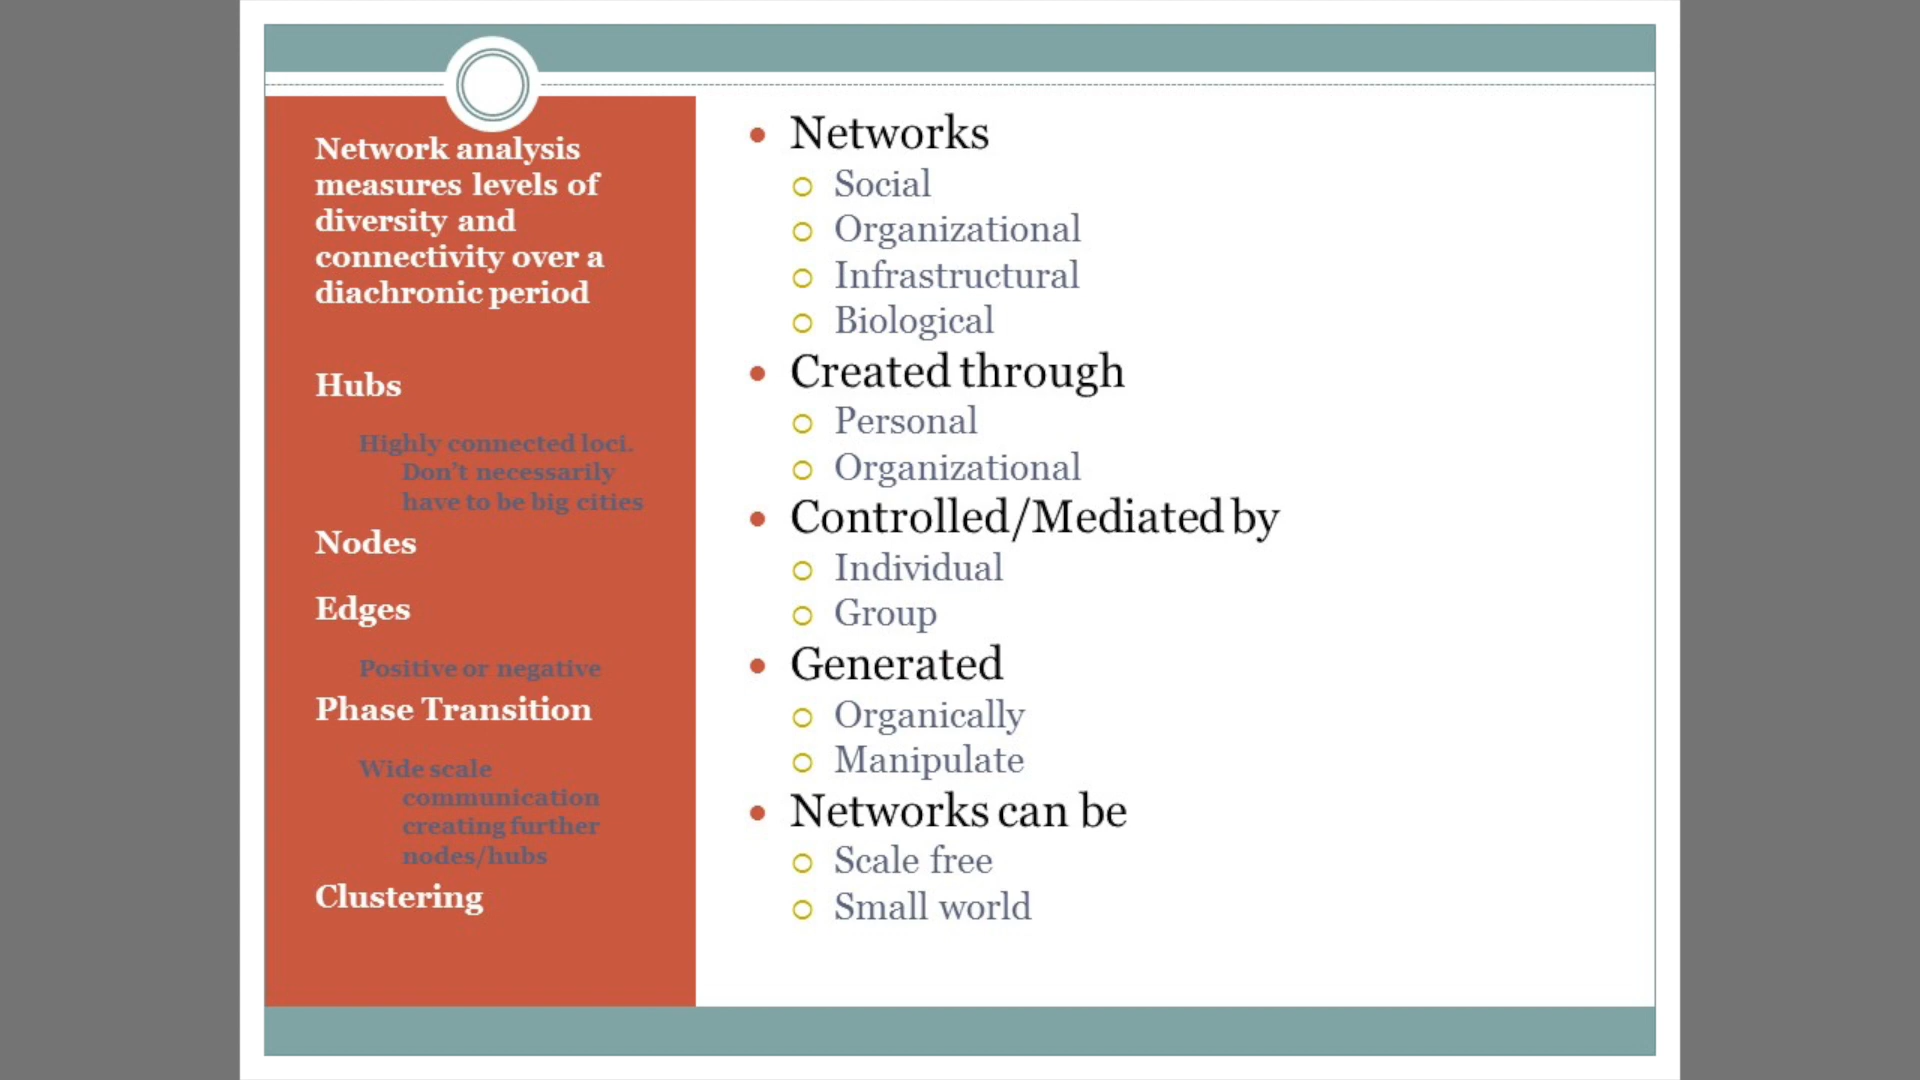 Network analysis
measures levels of
diversity and
connectivity over a
diachronic period
Hubs
Highly connected loci.
Don't necessarily
have to be big cities
Nodes
Edges
Positive or negative
Phase Transition
Wide scale
communication
creating further
nodes/hubs
Clustering
Networks
Social
Organizational
Infrastructural
Biological
Created through
Personal
Organizational
Controlled/Mediated by
Individual
Group
Generated
Organically
Manipulate
Networks can be
Scale free
Small world